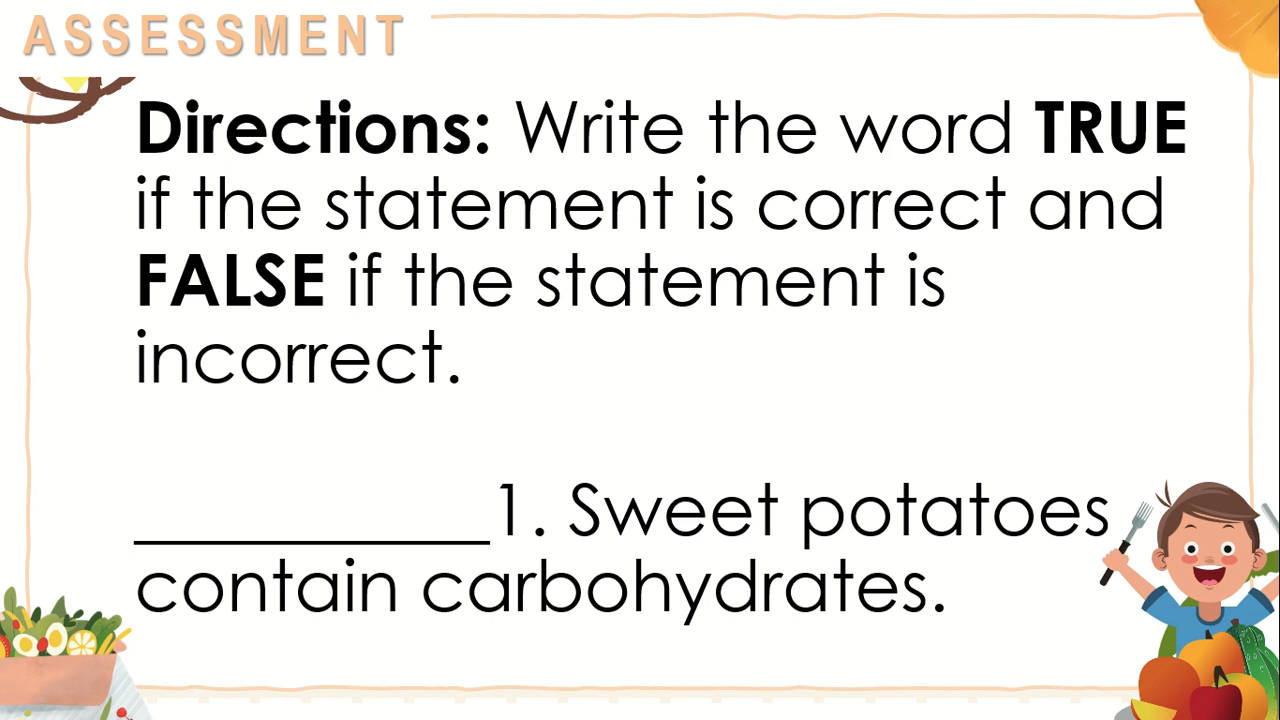 ASSESSMENT
Directions: Write the word TRUE
if the statement is correct and
FALSE if the statement is
incorrect.
__________1. Sweet potatoes
contain carbohydrates.